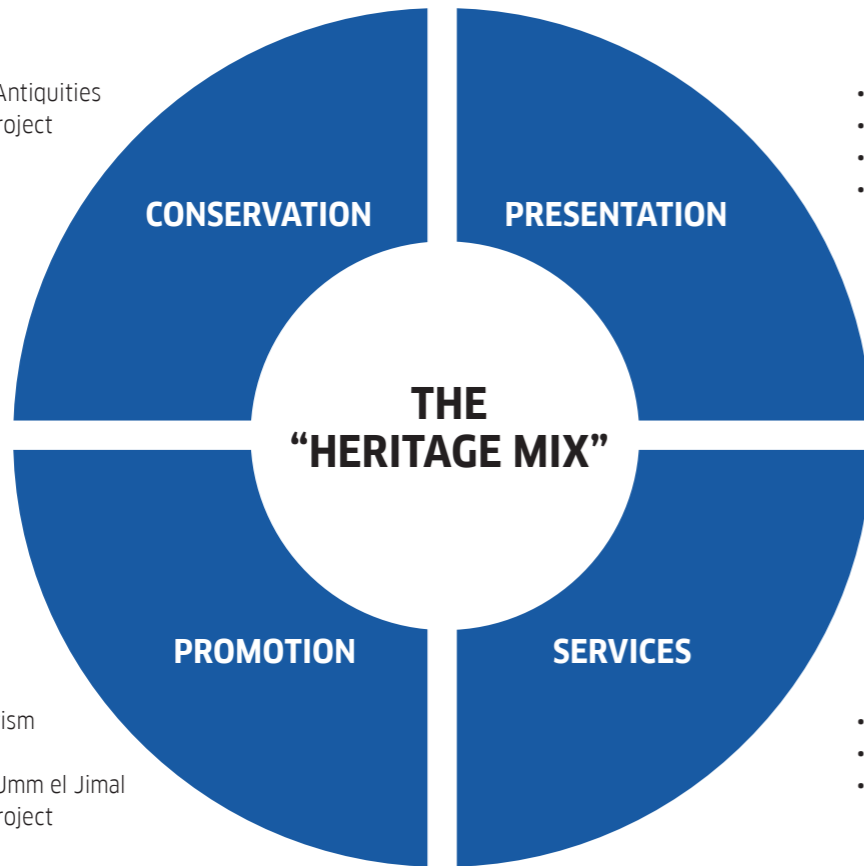 Antiquities
roject
•
•
•
•
CONSERVATION
PRESENTATION
THE
“HERITAGE MIX”
PROMOTION
SERVICES
ism
Umm el Jimal
roject
•
•
•